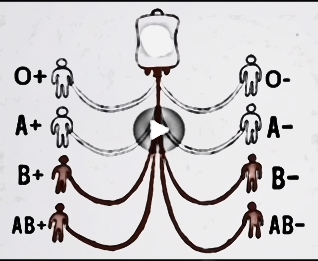 O+ O-
A+ A-
B+ B-
AB+ AB-